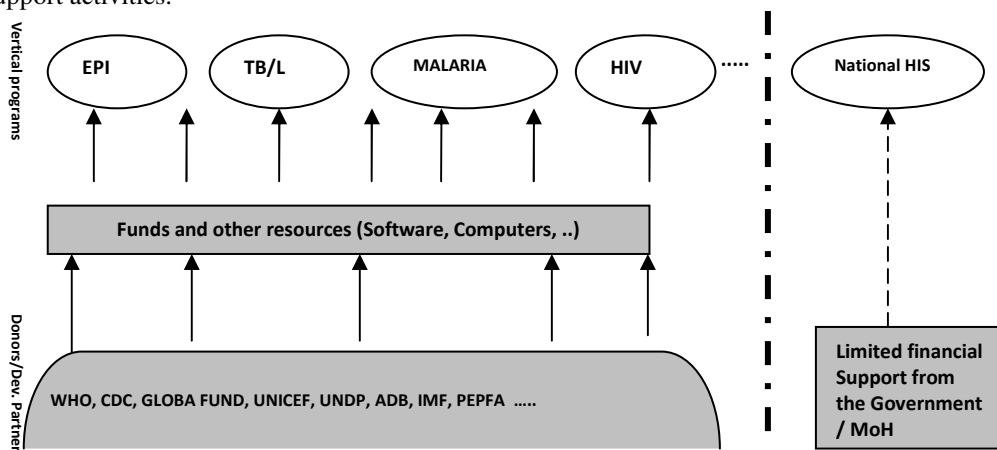 upport activities.
Vertical programs
EPI
TB/L
MALARIA
HIV
.....
National HIS
Funds and other resources (Software, Computers, ..)
Donors/Dev. Partner
WHO, CDC, GLOBA FUND, UNICEF, UNDP, ADB, IMF, PEPFA .....
Limited financial
Support from
the Government
/ MoH